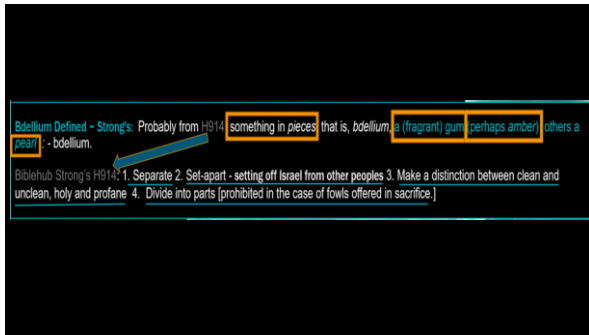 Bdellium Defined ~ Strong's: Probably from H914 something in pieces that is, bdellium, a (fragrant) gum (perhaps amber) others a
pearl : - bdellium.
Biblehub Strong's H914: 1. Separate 2. Set-apart - setting off Israel from other peoples 3. Make a distinction between clean and
unclean, holy and profane 4. Divide into parts [prohibited in the case of fowls offered in sacrifice.]